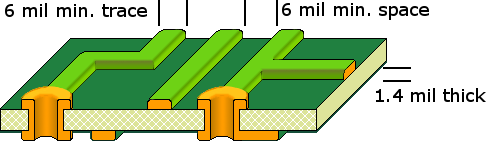 6 mil min. trace
6 mil min. space
1.4 mil thick